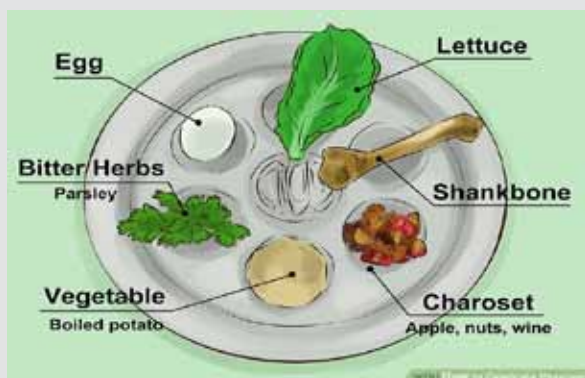 Lettuce
Egg
Bitter Herbs
Parsley
Shankbone
Vegetable
Boiled potato
Charoset
Apple, nuts, wine